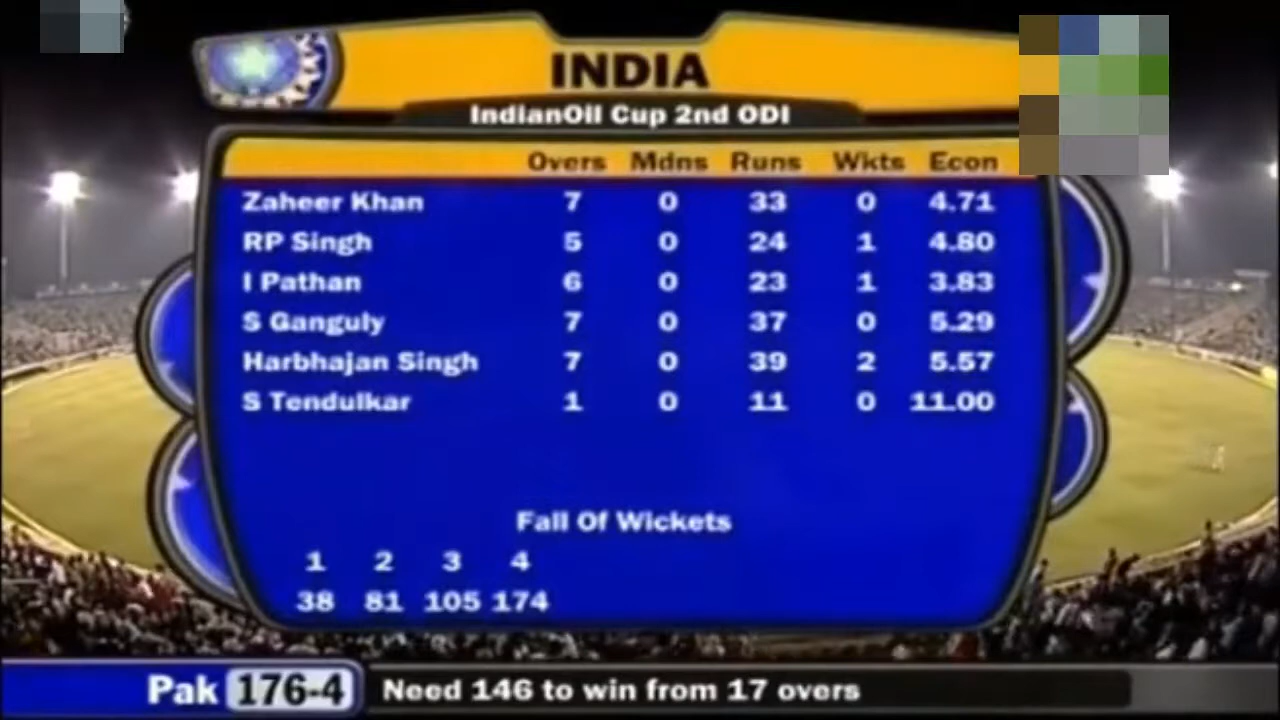 INDIA
IndianOil Cup 2nd ODI
Overs Mdns Runs Wkts Econ
Zaheer Khan 7 0 33 0 4.71
RP Singh 5 0 24 1 4.80
I Pathan 6 0 23 1 3.83
S Ganguly 7 0 37 0 5.29
Harbhajan Singh 7 0 39 2 5.57
S Tendulkar 1 0 11 0 11.00
Fall Of Wickets
1 2 3 4
38 81 105 174
Pak 176-4 Need 146 to win from 17 overs